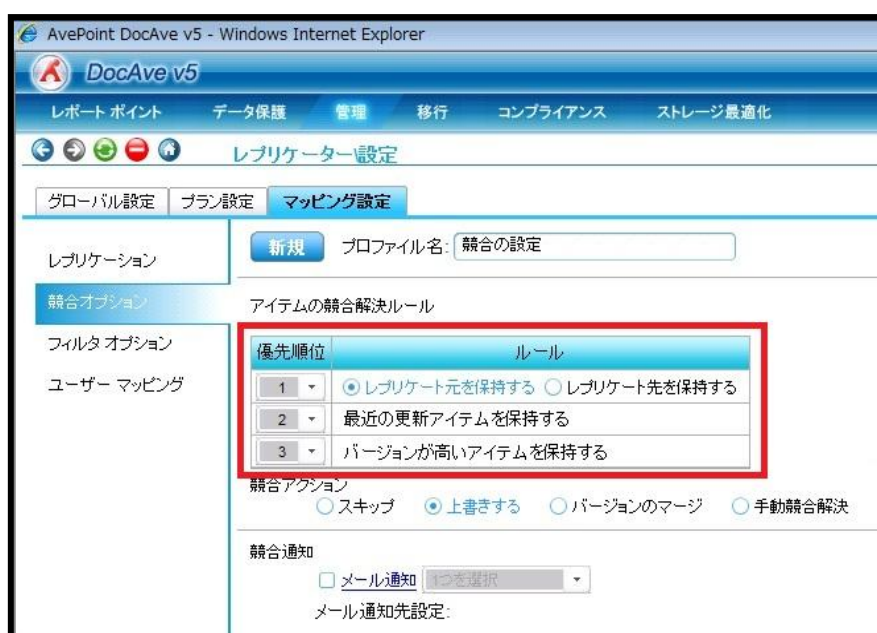 AvePoint DocAve v5 - Windows Internet Explorer
DocAve v5
レポート ポイント データ保護 管理 移行 コンプライアンス ストレージ最適化
レプリケーター\設定
グローバル設定 プラン設定 マッピング設定
新規 プロファイル名: 競合の設定
レプリケーション
競合オプション
フィルタ オプション
ユーザー マッピング
アイテムの競合解決ルール
優先順位 ルール
1 レプリケート元を保持する レプリケート先を保持する
2 最近の更新アイテムを保持する
3 バージョンが高いアイテムを保持する
競合アクション
スキップ 上書きする バージョンのマージ 手動競合解決
競合通知
メール通知 1つを選択
メール通知先設定: